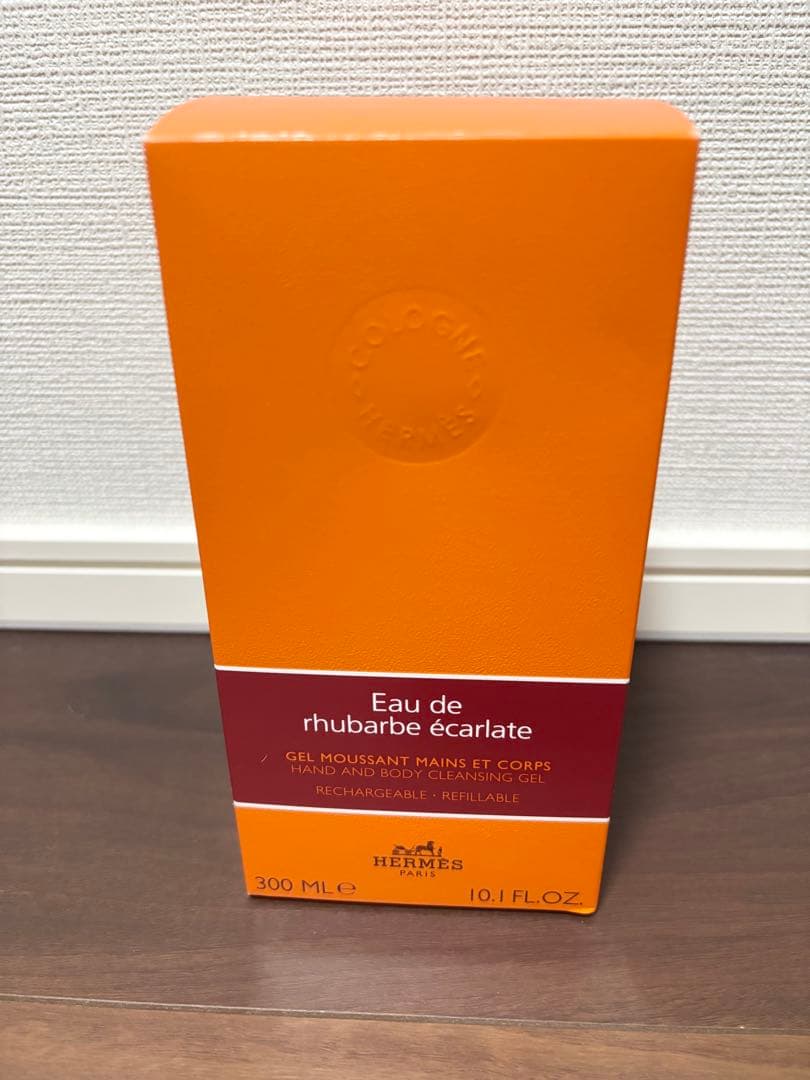 COLOGNE
HERMÈS
Eau de
rhubarbe écarlate
GEL MOUSSANT MAINS ET CORPS
HAND AND BODY CLEANSING GEL
RECHARGEABLE · REFILLABLE
HERMÈS
PARIS
300 ML℮ 10.1 FL.OZ.